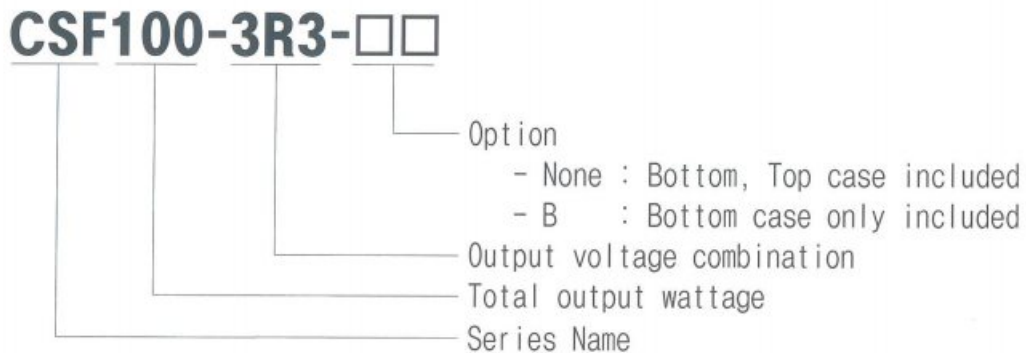 CSF100-3R3-□□
Option
- None : Bottom, Top case included
- B : Bottom case only included
Output voltage combination
Total output wattage
Series Name